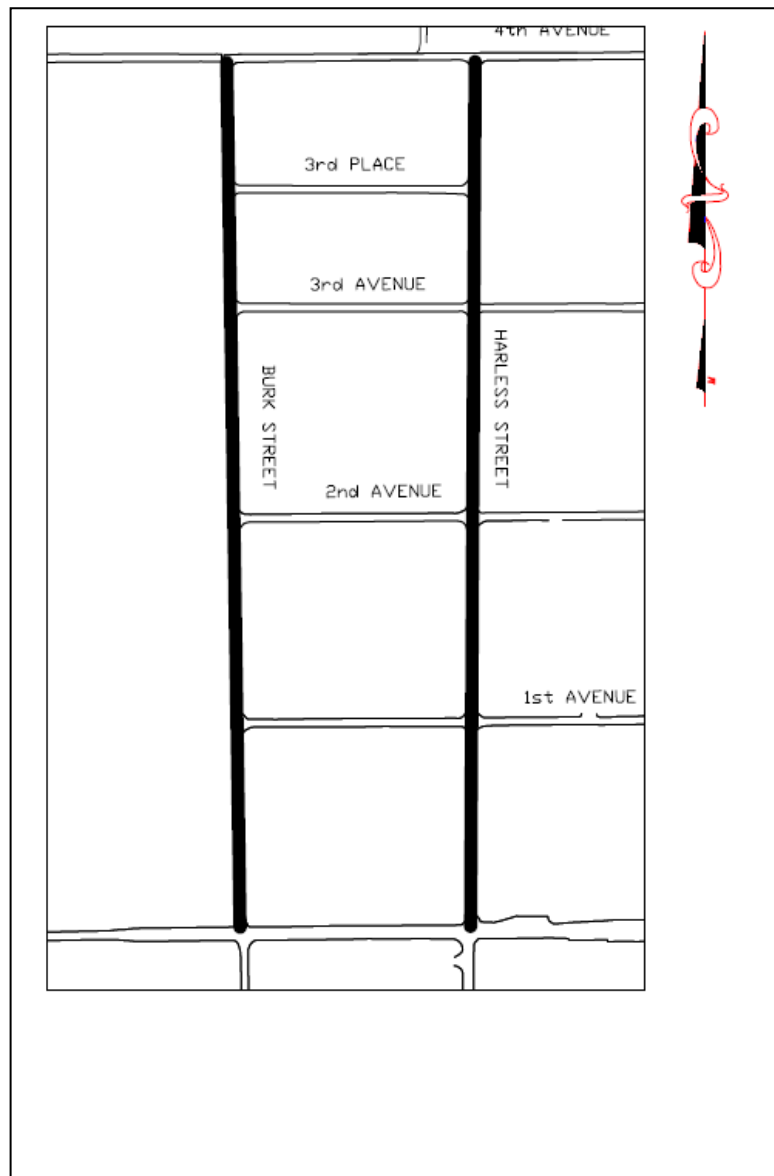 4th AVENUE
3rd PLACE
3rd AVENUE
HARLESS STREET
BURK STREET
2nd AVENUE
1st AVENUE